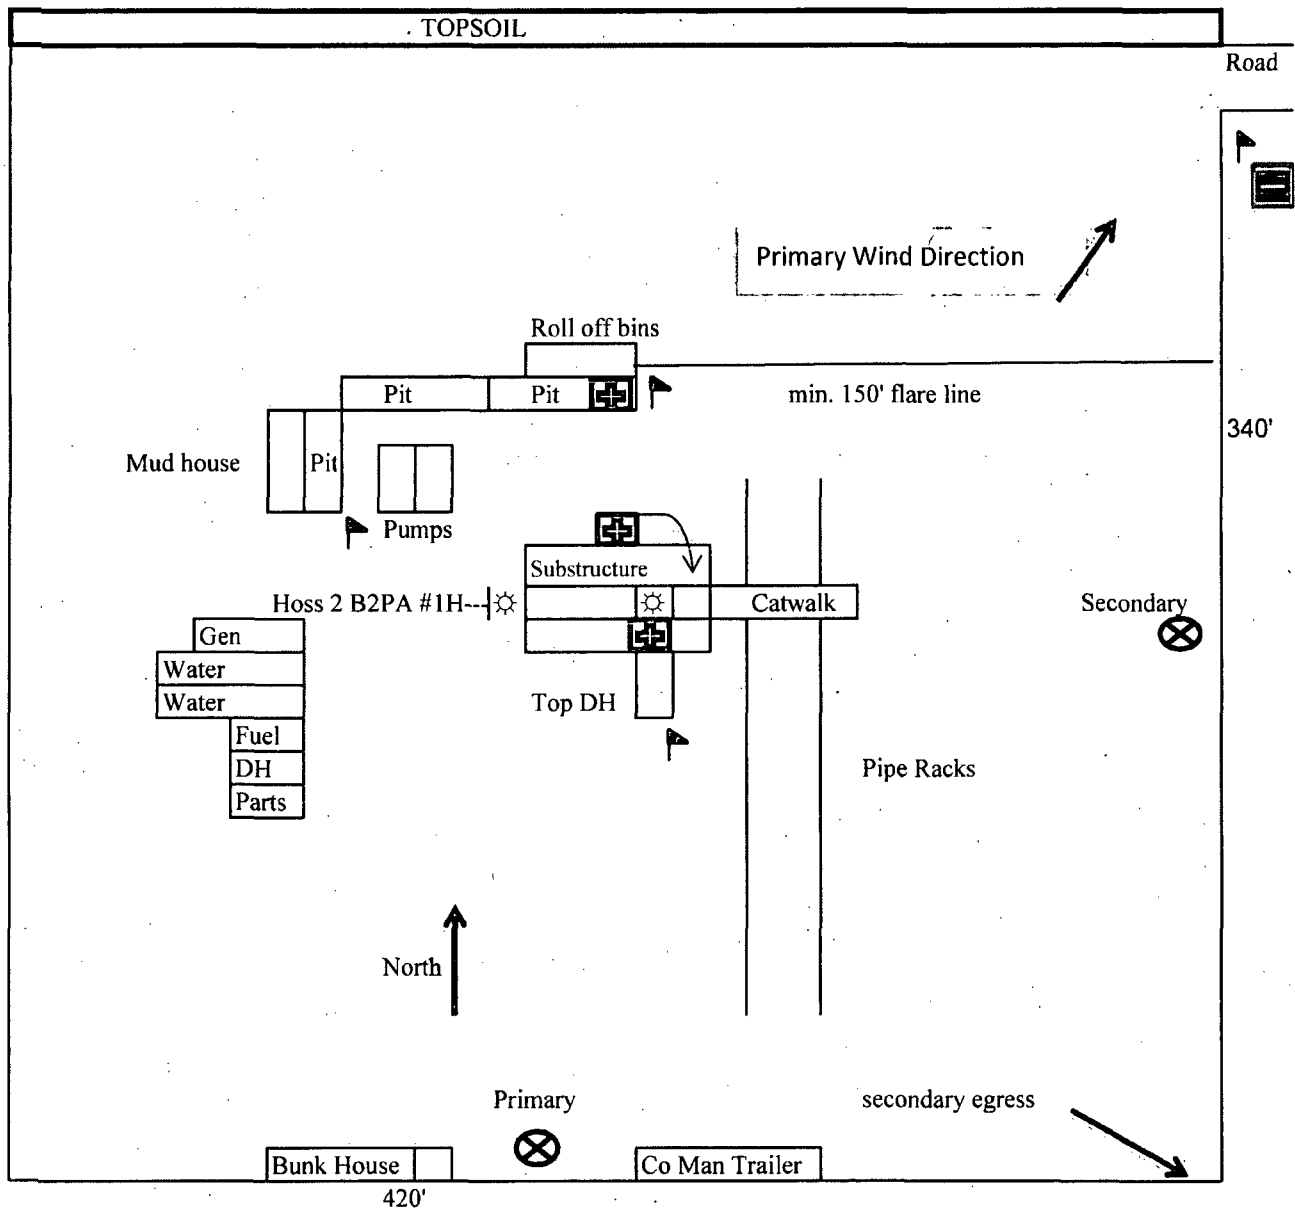 TOPSOIL
Road
Primary Wind Direction
Roll off bins
Pit
Pit
min. 150' flare line
340'
Mud house
Pit
Pumps
Substructure
Hoss 2 B2PA #1H---
Catwalk
Secondary
Gen
Water
Water
Top DH
Fuel
DH
Pipe Racks
Parts
North
Primary
secondary egress
Bunk House
Co Man Trailer
420'